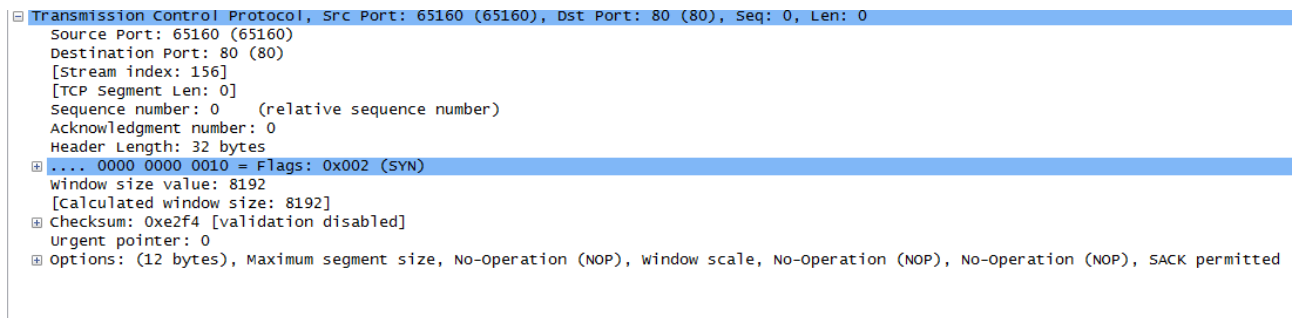 Transmission Control Protocol, Src Port: 65160 (65160), Dst Port: 80 (80), Seq: 0, Len: 0
Source Port: 65160 (65160)
Destination Port: 80 (80)
[Stream index: 156]
[TCP Segment Len: 0]
Sequence number: 0    (relative sequence number)
Acknowledgment number: 0
Header Length: 32 bytes
.... 0000 0000 0010 = Flags: 0x002 (SYN)
Window size value: 8192
[Calculated window size: 8192]
Checksum: 0xe2f4 [validation disabled]
Urgent pointer: 0
Options: (12 bytes), Maximum segment size, No-Operation (NOP), Window scale, No-Operation (NOP), No-Operation (NOP), SACK permitted